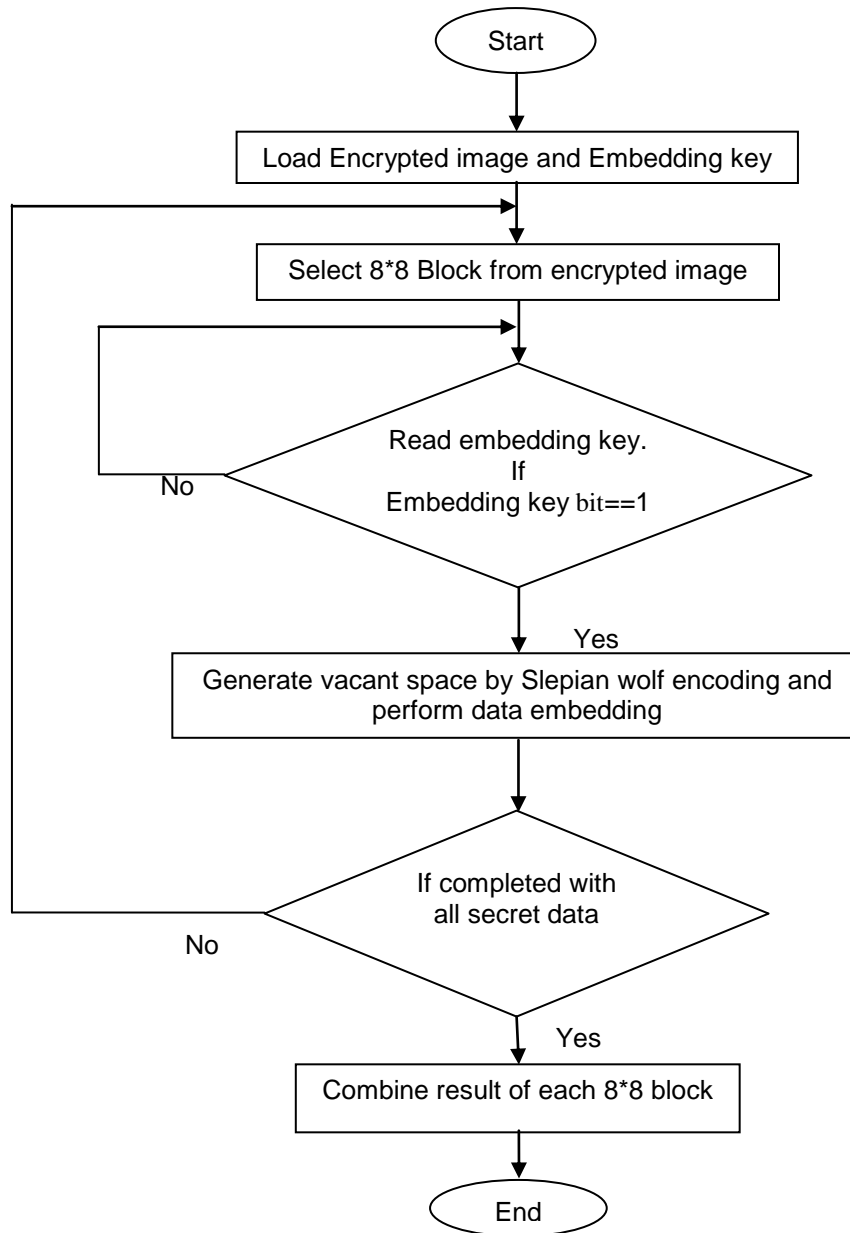 Start
Load Encrypted image and Embedding key
Select 8*8 Block from encrypted image
Read embedding key.
If
Embedding key bit==1
No
Yes
Generate vacant space by Slepian wolf encoding and
perform data embedding
If completed with
all secret data
No
Yes
Combine result of each 8*8 block
End